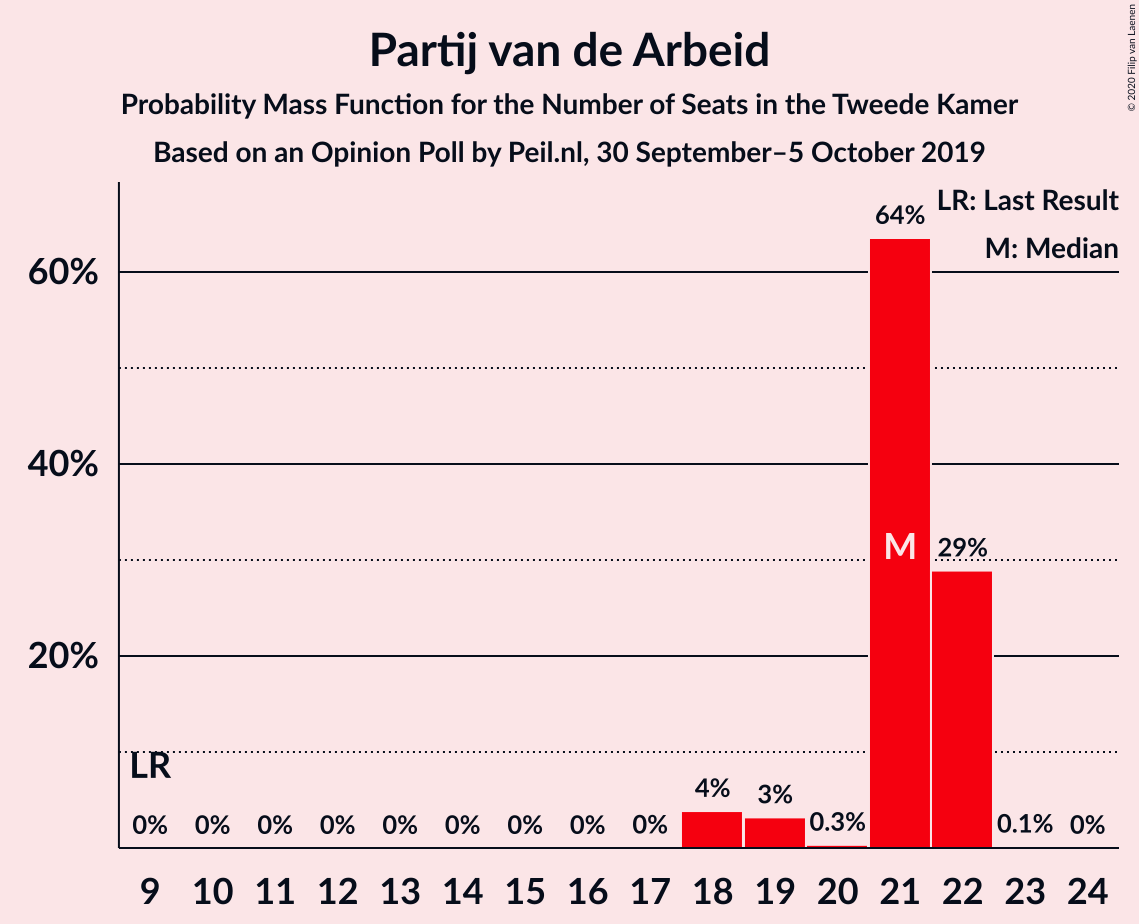 Partij van de Arbeid
Probability Mass Function for the Number of Seats in the Tweede Kamer
Based on an Opinion Poll by Peil.nl, 30 September–5 October 2019
© 2020 Filip van Laenen
LR: Last Result
M: Median
60%
40%
20%
LR
M
0% 0% 0% 0% 0% 0% 0% 0% 0% 4% 3% 0.3% 64% 29% 0.1% 0%
9 10 11 12 13 14 15 16 17 18 19 20 21 22 23 24